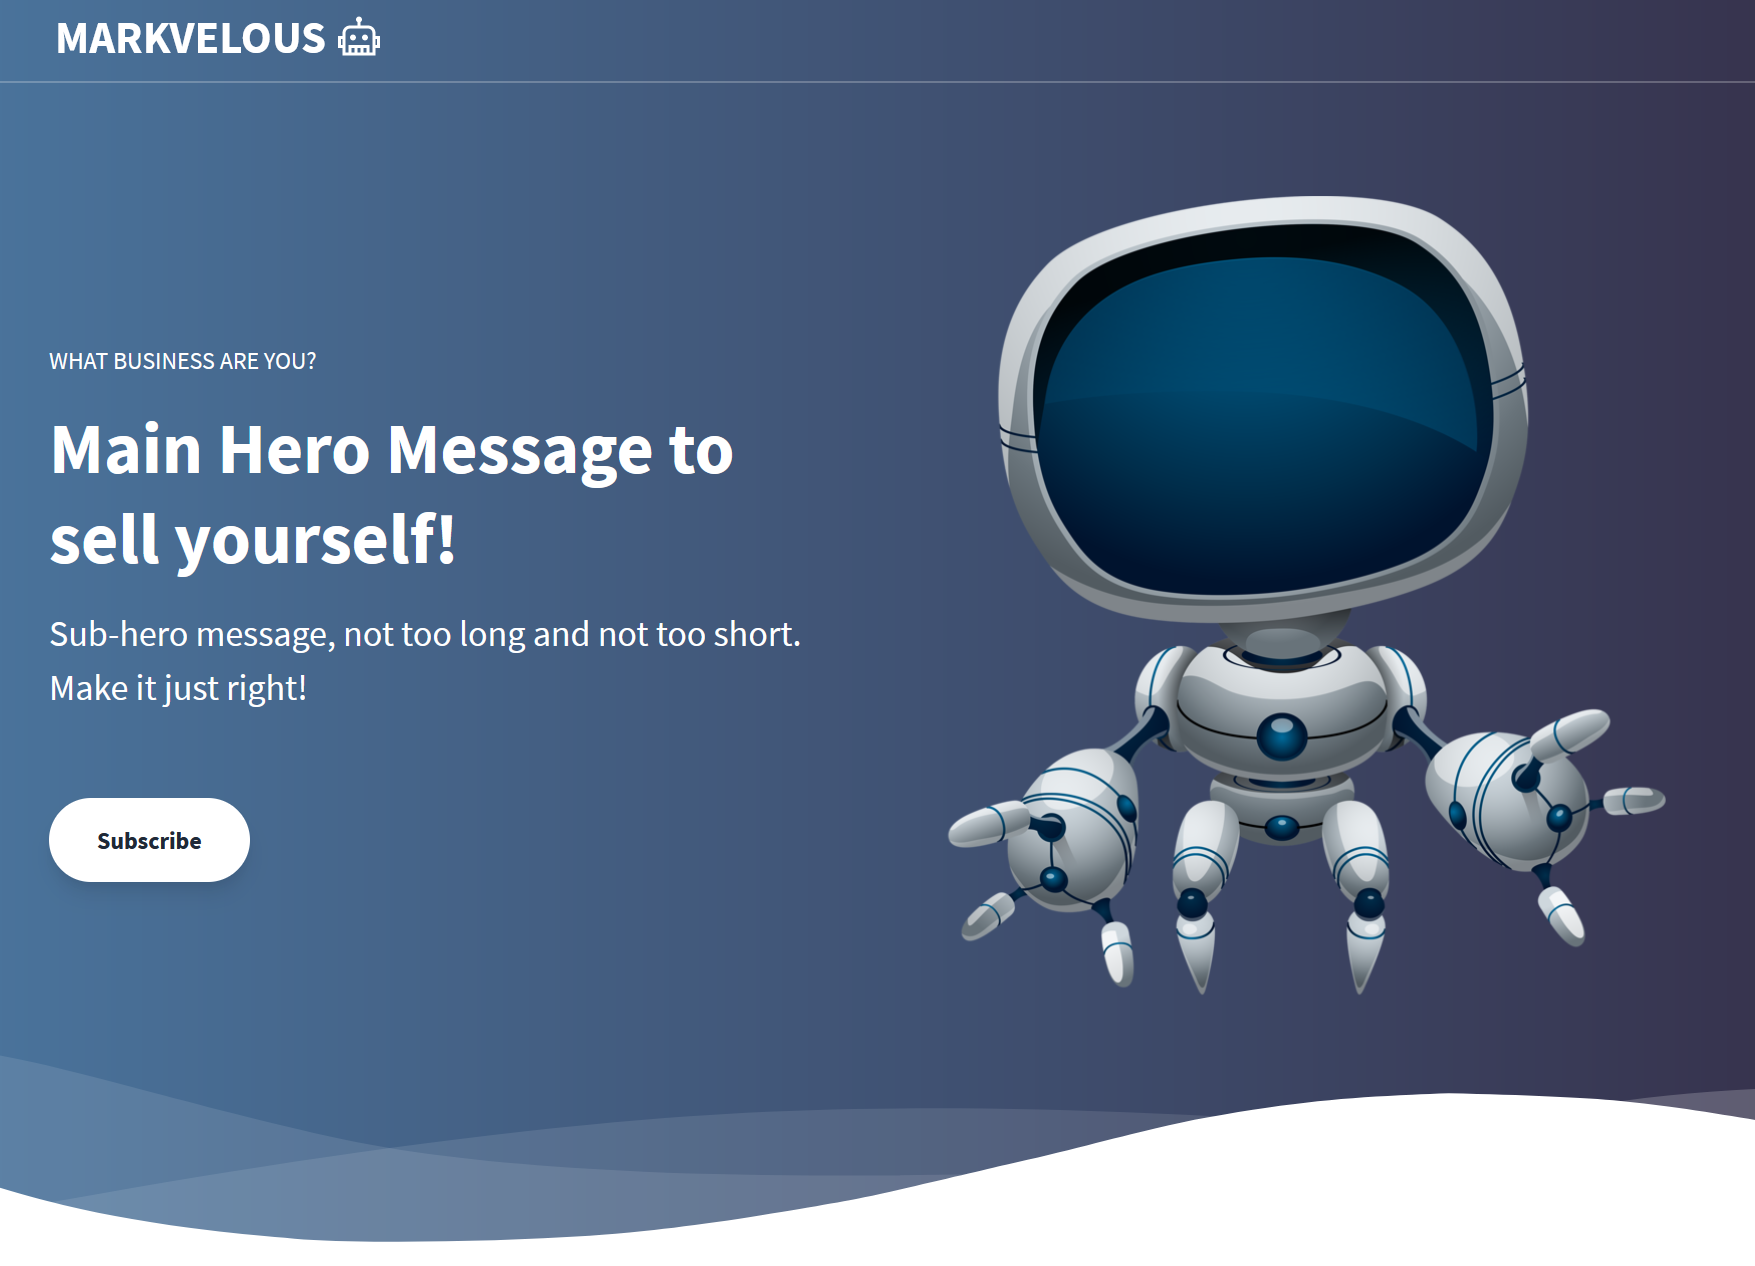 MARKVELOUS
WHAT BUSINESS ARE YOU?
Main Hero Message to
sell yourself!
Sub-hero message, not too long and not too short.
Make it just right!
Subscribe